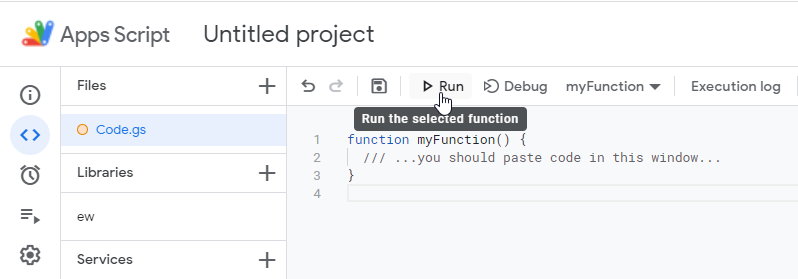 Apps Script
Untitled project
Files
Code.gs
Libraries
ew
Services
Run
Debug
myFunction
Execution log
Run the selected function
1 function myFunction() {
2 /// ...you should paste code in this window...
3 }
4